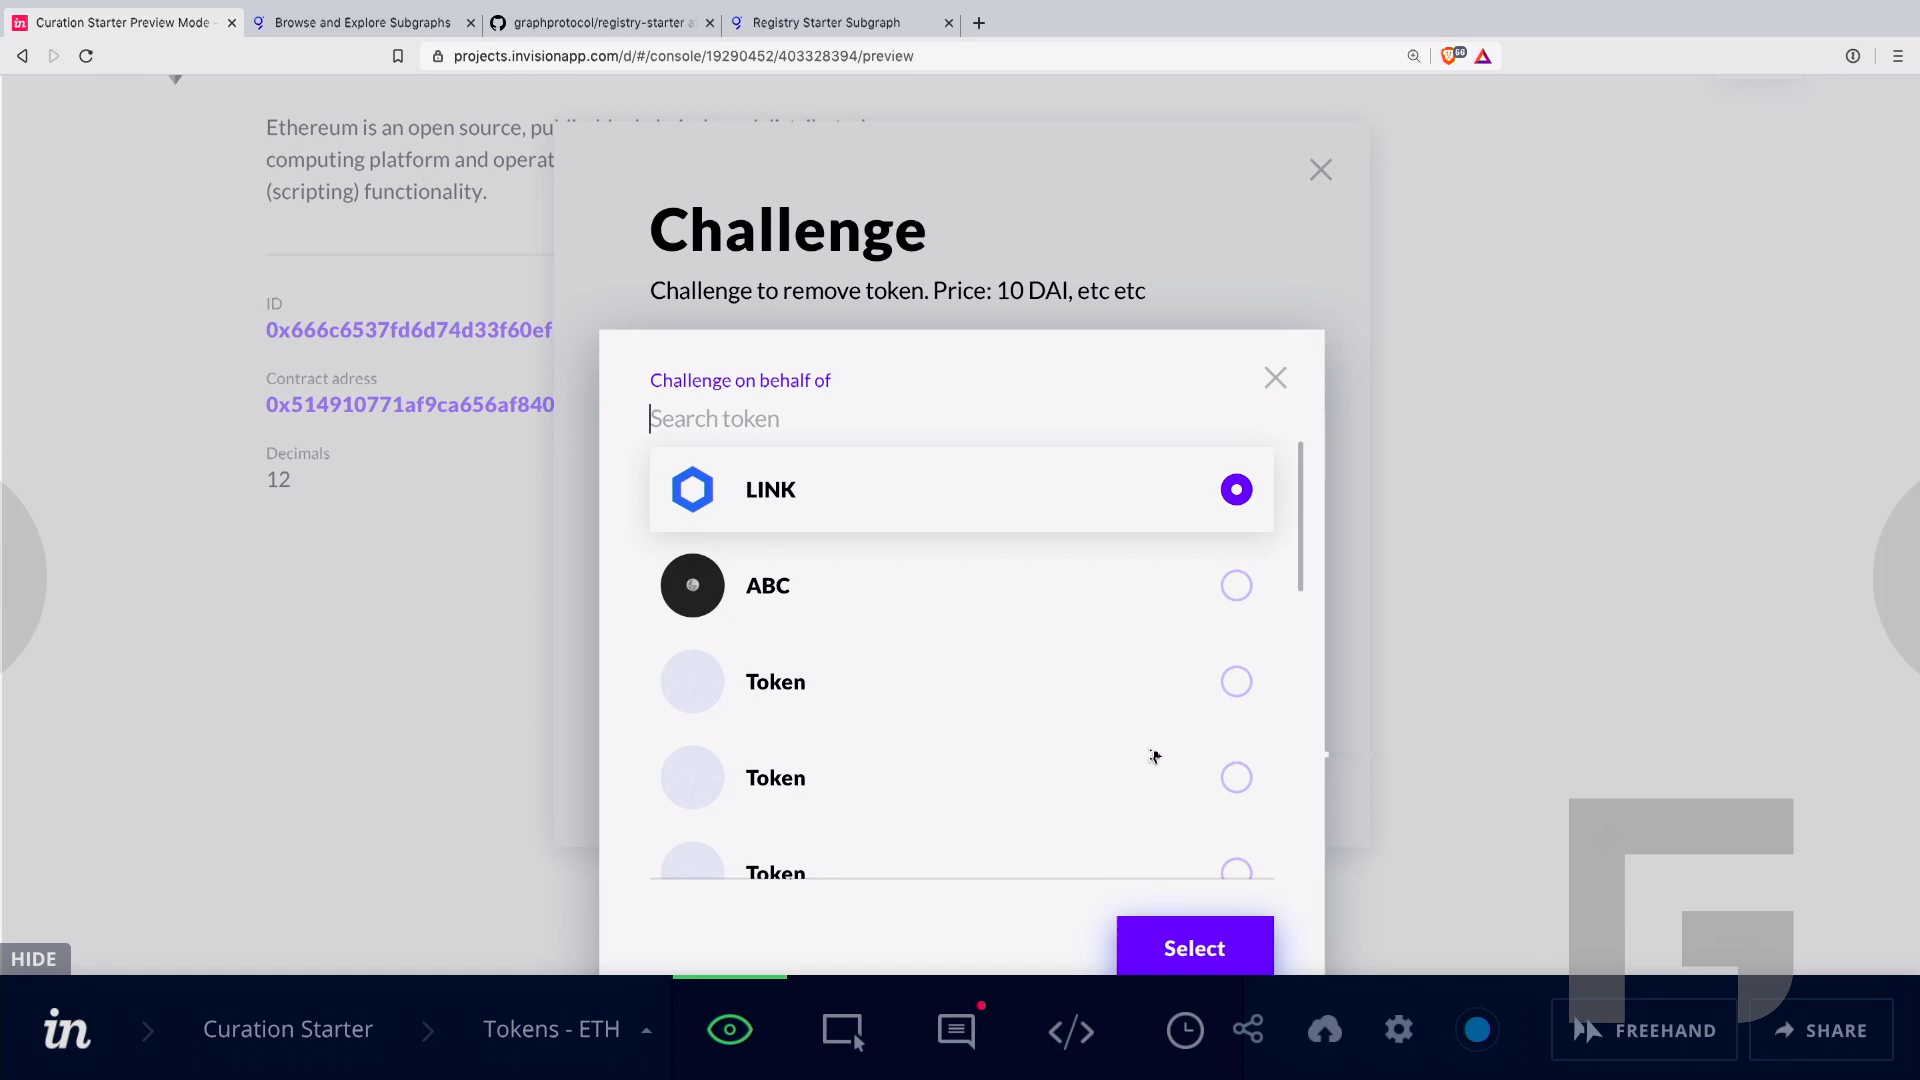 Curation Starter Preview Mode -
Browse and Explore Subgraphs
graphprotocol/registry-starter a
Registry Starter Subgraph
projects.invisionapp.com/d/#/console/19290452/403328394/preview
56
Ethereum is an open source, pu
computing platform and operat
(scripting) functionality.
ID
0x666c6537fd6d74d33f60ef
Contract adress
0x514910771af9ca656af840
Decimals
12
Challenge
Challenge to remove token. Price: 10 DAI, etc etc
Challenge on behalf of
Search token
LINK
ABC
Token
Token
Token
Select
HIDE
in
Curation Starter
Tokens - ETH
FREEHAND
SHARE